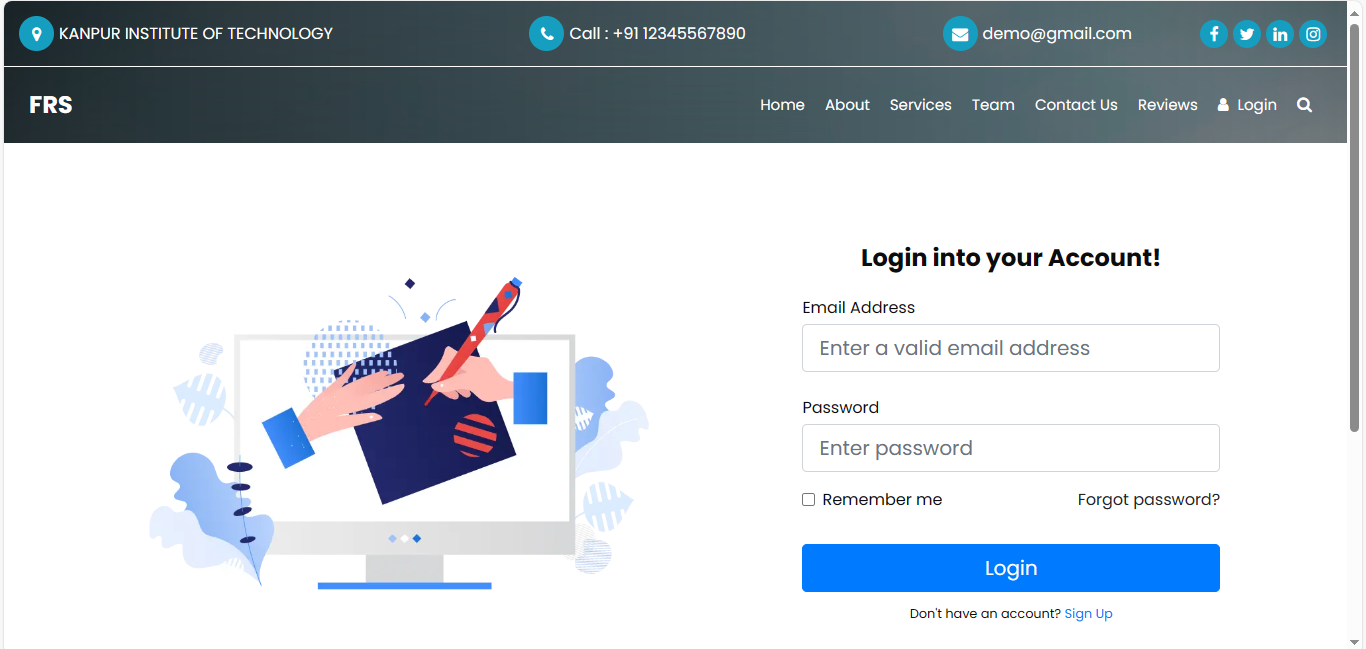 KANPUR INSTITUTE OF TECHNOLOGY Call : +91 12345567890 demo@gmail.com
FRS Home About Services Team Contact Us Reviews Login
Login into your Account!
Email Address
Enter a valid email address
Password
Enter password
Remember me Forgot password?
Login
Don't have an account? Sign Up